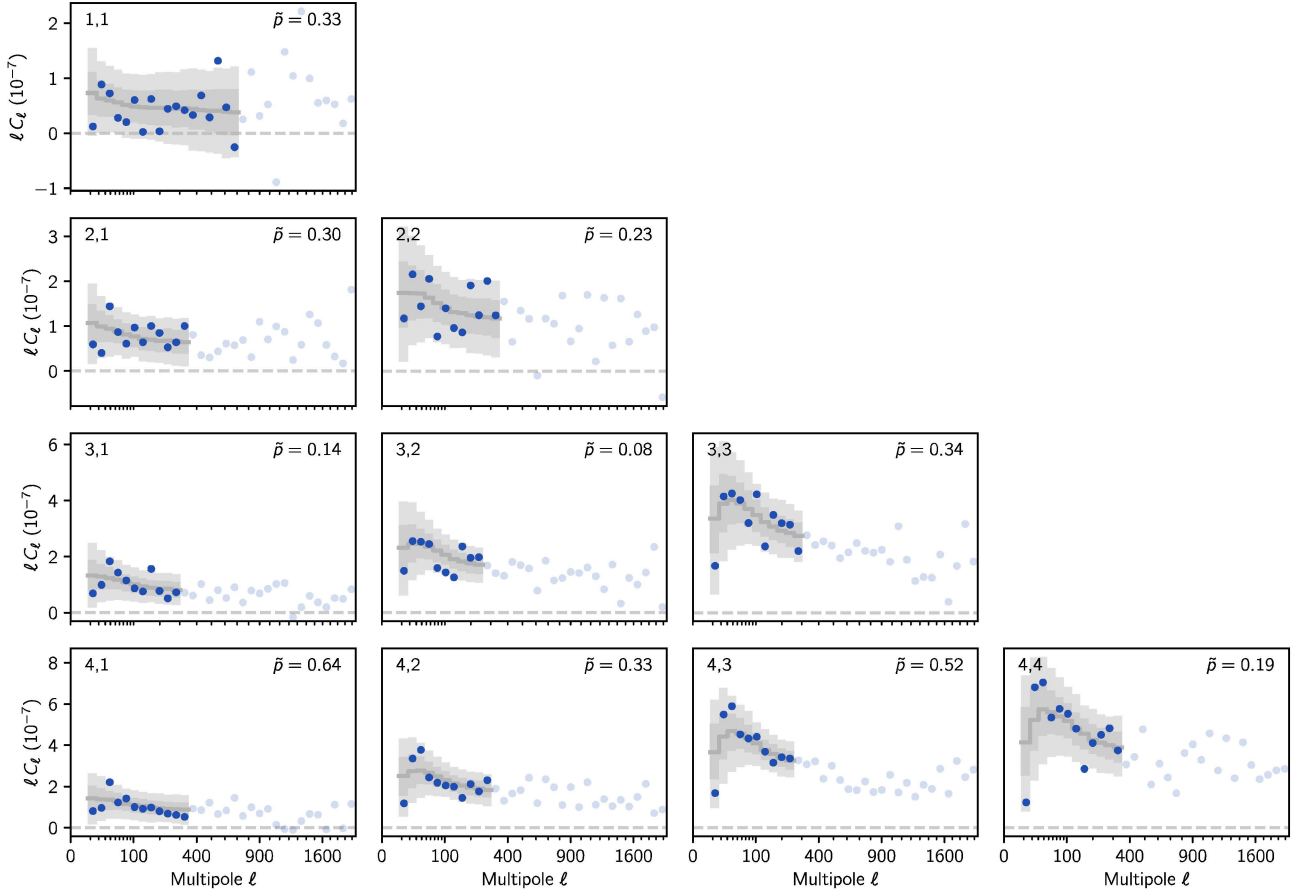 1,1 p̃ = 0.33
2
1
0
−1
ℓCℓ (10⁻⁷)
2,1 p̃ = 0.30
2,2 p̃ = 0.23
3
2
1
0
ℓCℓ (10⁻⁷)
3,1 p̃ = 0.14
3,2 p̃ = 0.08
3,3 p̃ = 0.34
6
4
2
0
ℓCℓ (10⁻⁷)
4,1 p̃ = 0.64
4,2 p̃ = 0.33
4,3 p̃ = 0.52
4,4 p̃ = 0.19
8
6
4
2
0
ℓCℓ (10⁻⁷)
0 100 400 900 1600
0 100 400 900 1600
0 100 400 900 1600
0 100 400 900 1600
Multipole ℓ
Multipole ℓ
Multipole ℓ
Multipole ℓ